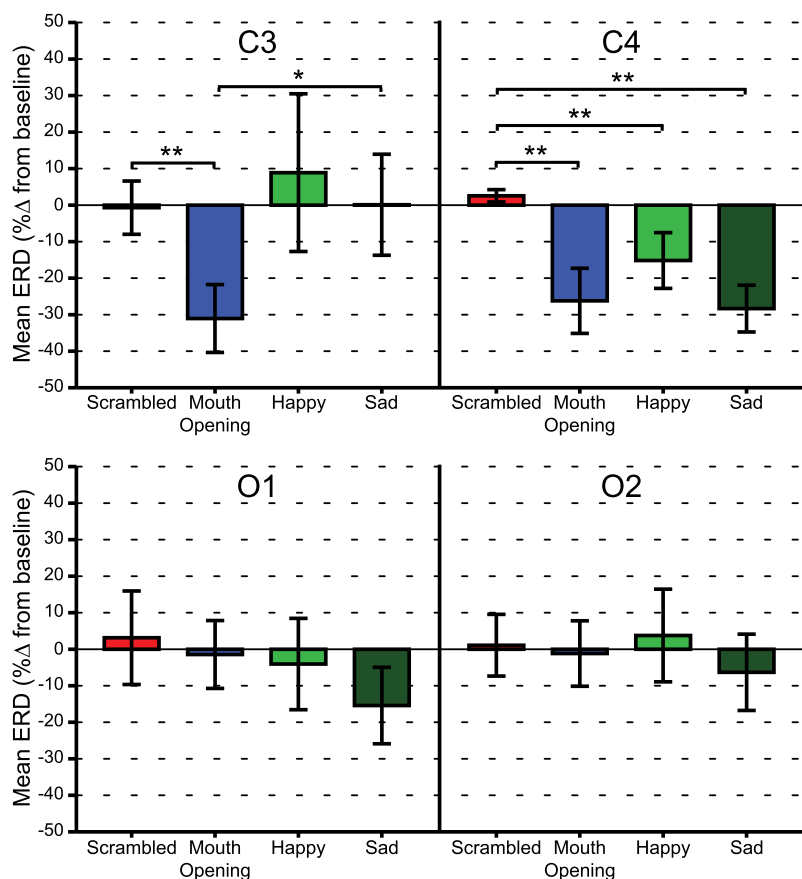 C3
C4
Mean ERD (%Δ from baseline)
50
40
30
20
10
0
-10
-20
-30
-40
-50
*
**
**
**
**
Scrambled
Mouth
Opening
Happy
Sad
Scrambled
Mouth
Opening
Happy
Sad
O1
O2
Mean ERD (%Δ from baseline)
50
40
30
20
10
0
-10
-20
-30
-40
-50
Scrambled
Mouth
Opening
Happy
Sad
Scrambled
Mouth
Opening
Happy
Sad